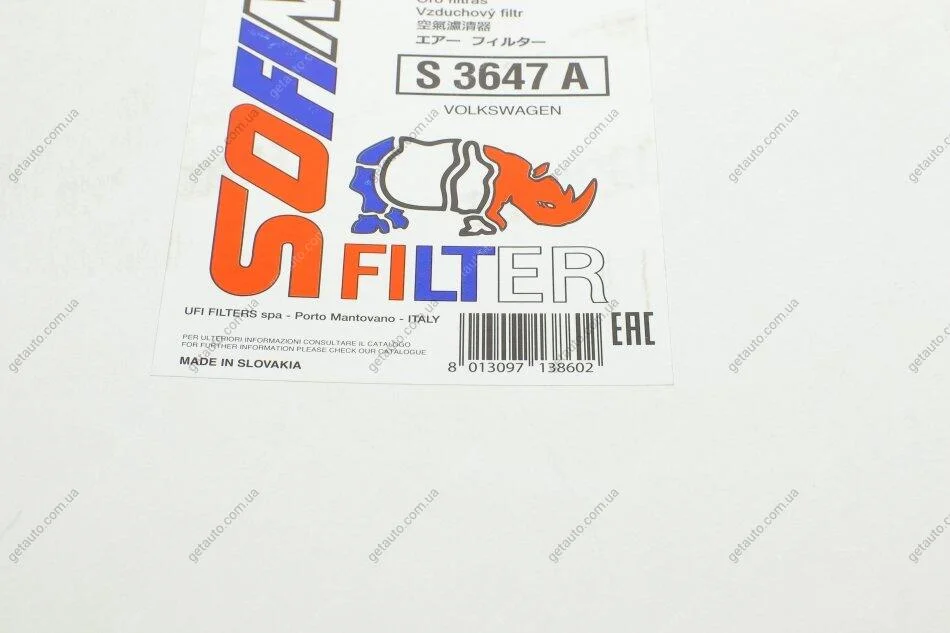 Oro filtras
Vzduchový filtr
空氣濾清器
エアー フィルター
S 3647 A
VOLKSWAGEN
SOFIM
FILTER
UFI FILTERS spa - Porto Mantovano - ITALY
PER ULTERIORI INFORMAZIONI CONSULTARE IL CATALOGO
FOR FURTHER INFORMATION PLEASE CHECK OUR CATALOGUE
MADE IN SLOVAKIA
8 013097 138602
EAC
getauto.com.ua